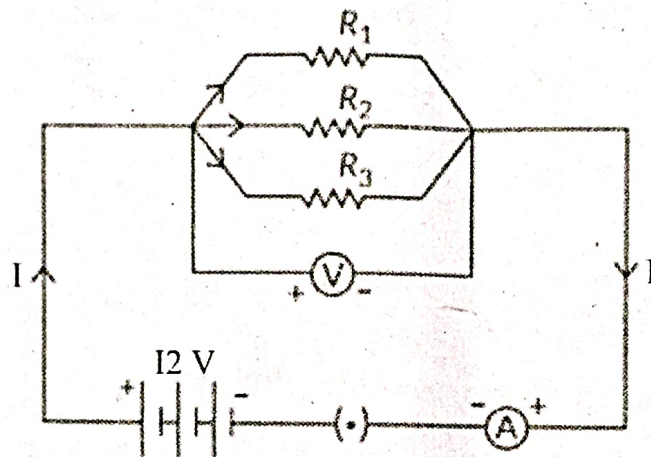 R1
R2
R3
V
+ -
I
I
I2 V
+ -
(•)
- A +